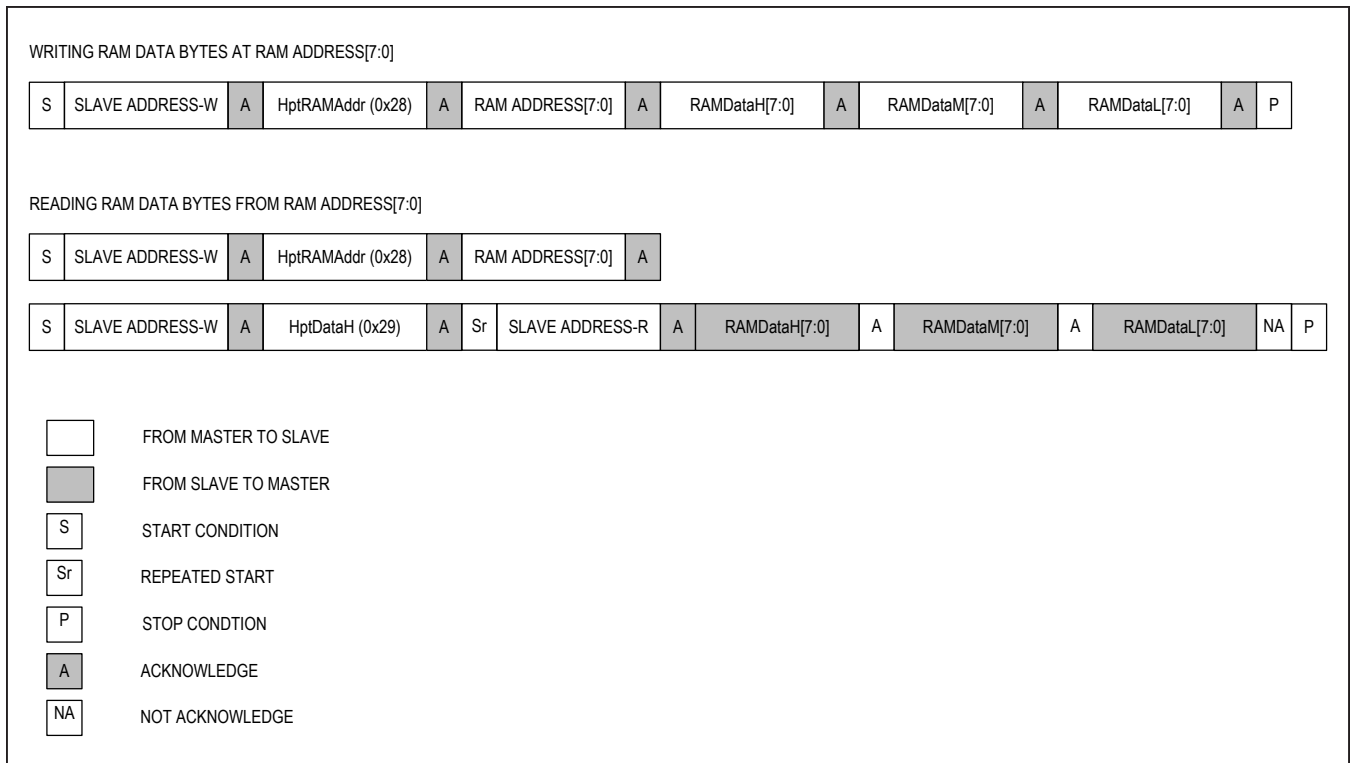 WRITING RAM DATA BYTES AT RAM ADDRESS[7:0]
S SLAVE ADDRESS-W A HptRAMAddr (0x28) A RAM ADDRESS[7:0] A RAMDataH[7:0] A RAMDataM[7:0] A RAMDataL[7:0] A P
READING RAM DATA BYTES FROM RAM ADDRESS[7:0]
S SLAVE ADDRESS-W A HptRAMAddr (0x28) A RAM ADDRESS[7:0] A
S SLAVE ADDRESS-W A HptDataH (0x29) A Sr SLAVE ADDRESS-R A RAMDataH[7:0] A RAMDataM[7:0] A RAMDataL[7:0] NA P
FROM MASTER TO SLAVE
FROM SLAVE TO MASTER
S START CONDITION
Sr REPEATED START
P STOP CONDTION
A ACKNOWLEDGE
NA NOT ACKNOWLEDGE